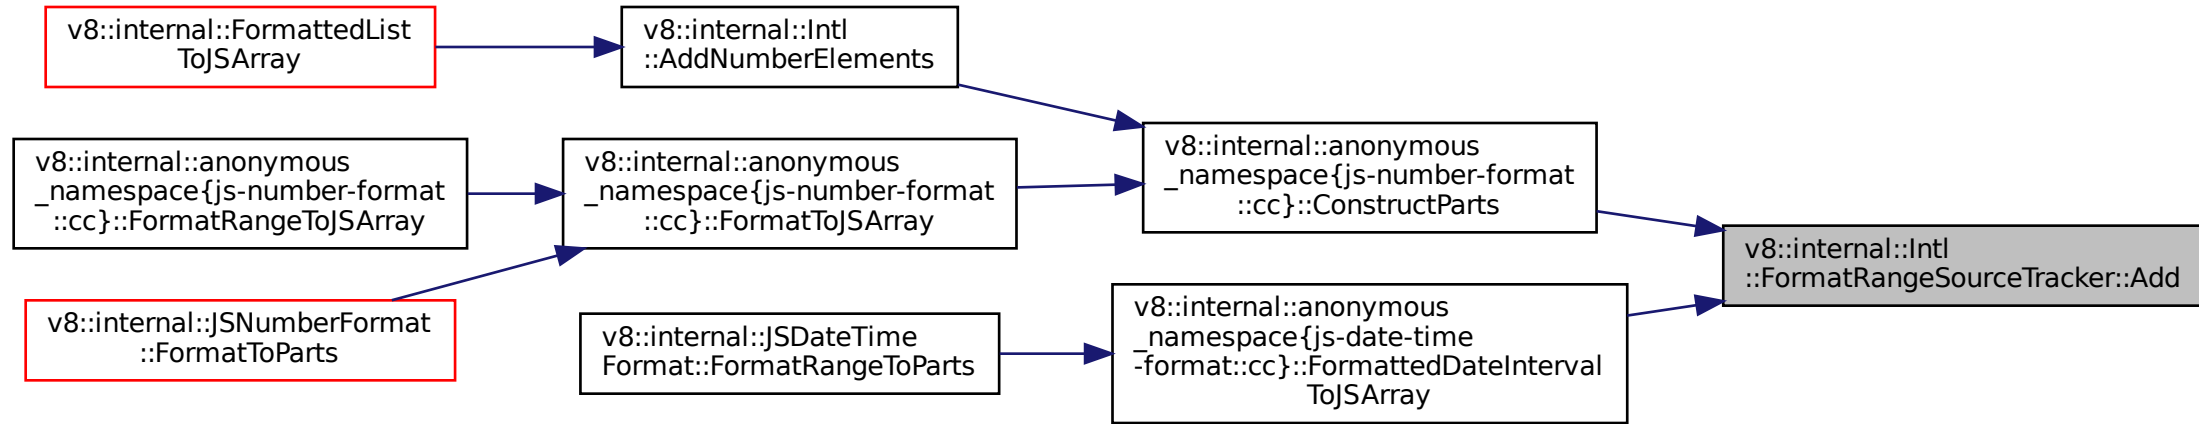 v8::internal::FormattedList
ToJSArray
v8::internal::Intl
::AddNumberElements
v8::internal::anonymous
_namespace{js-number-format
::cc}::FormatRangeToJSArray
v8::internal::anonymous
_namespace{js-number-format
::cc}::FormatToJSArray
v8::internal::anonymous
_namespace{js-number-format
::cc}::ConstructParts
v8::internal::Intl
::FormatRangeSourceTracker::Add
v8::internal::JSNumberFormat
::FormatToParts
v8::internal::JSDateTime
Format::FormatRangeToParts
v8::internal::anonymous
_namespace{js-date-time
-format::cc}::FormattedDateInterval
ToJSArray